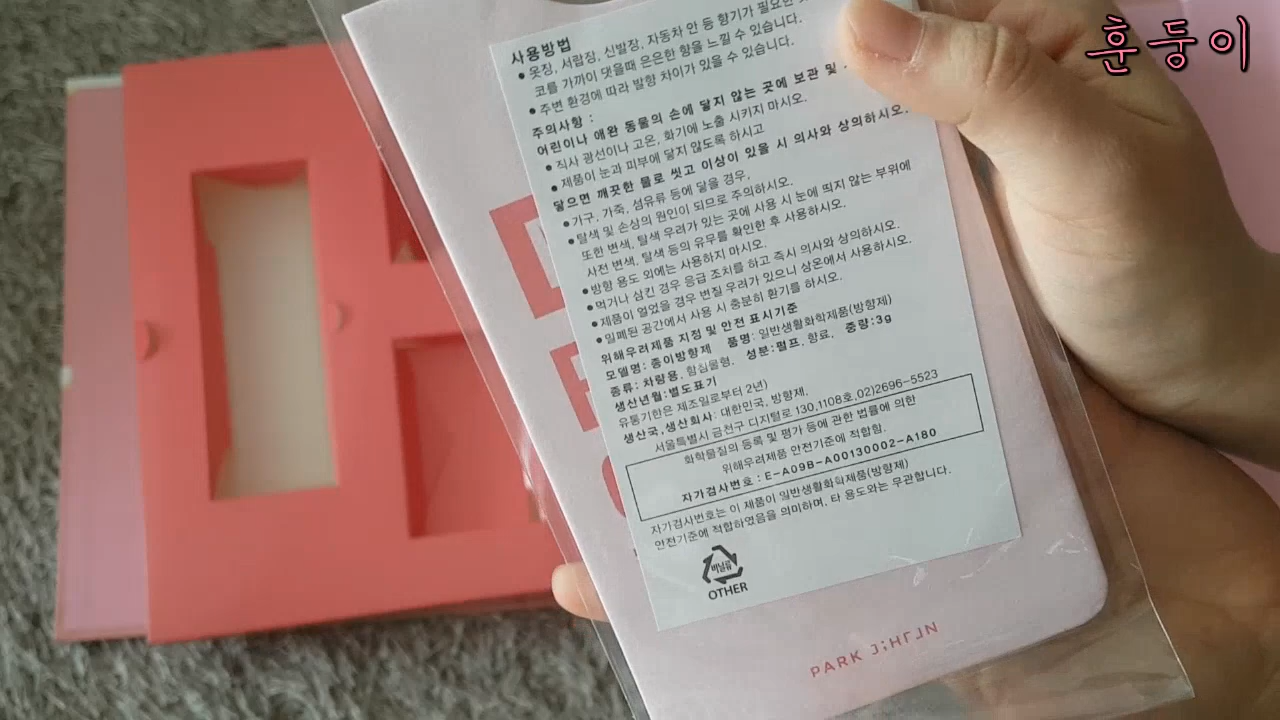 훈둥이
사용방법
● 옷장, 서랍장, 신발장, 자동차 안 등 향기가 필요한
코를 가까이 댓을때 은은한 향을 느낄 수 있습니다.
● 주변 환경에 따라 발향 차이가 있을 수 있습니다.
주의사항 :
어린이나 애완 동물의 손에 닿지 않는 곳에 보관 및
● 직사 광선이나 고온, 화기에 노출 시키지 마시오.
● 제품이 눈과 피부에 닿지 않도록 하시고
닿으면 깨끗한 물로 씻고 이상이 있을 시 의사와 상의하시오.
● 가구, 가죽, 섬유류 등에 닿을 경우,
● 탈색 및 손상의 원인이 되므로 주의하시오.
또한 변색, 탈색 우려가 있는 곳에 사용 시 눈에 띄지 않는 부위에
사전 변색, 탈색 등의 유무를 확인한 후 사용하시오.
● 방향 용도 외에는 사용하지 마시오.
● 먹거나 삼킨 경우 응급 조치를 하고 즉시 의사와 상의하시오.
● 제품이 얼었을 경우 변질 우려가 있으니 상온에서 사용하시오.
● 밀폐된 공간에서 사용 시 충분히 환기를 하시오.
위해우려제품 지정 및 안전 표시기준
모델명: 종이방향제 품명: 일반생활화학제품(방향제)
종류: 차량용, 함침물형, 성분:펄프, 향료, 중량:3g
생산년월:별도표기
유통기한은 제조일로부터 2년)
생산국,생산회사: 대한민국, 방향제,
서울특별시 금천구 디지털로 130,1108호,02)2696-5523
화학물질의 등록 및 평가 등에 관한 법률에 의한
위해우려제품 안전기준에 적합함.
자가검사번호 : E-A09B-A00130002-A180
자가검사번호는 이 제품이 일반생활화학제품(방향제)
안전기준에 적합하였음을 의미하며, 타 용도와는 무관합니다.
비닐류
OTHER
PARK JiHLJN